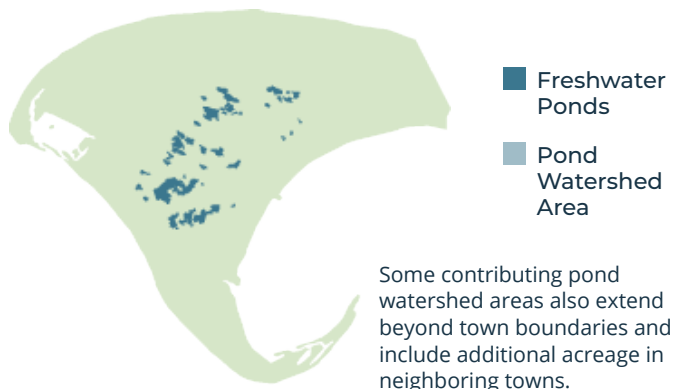 Freshwater
Ponds
Pond
Watershed
Area
Some contributing pond
watershed areas also extend
beyond town boundaries and
include additional acreage in
neighboring towns.